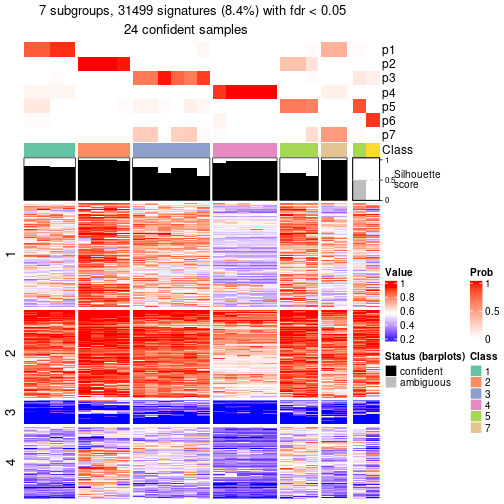 7 subgroups, 31499 signatures (8.4%) with fdr < 0.05
24 confident samples
p1
p2
p3
p4
p5
p6
p7
Class
1
0.5
0
Silhouette
score
1
2
3
4
Value
1
0.8
0.6
0.4
0.2
Prob
1
0.5
0
Status (barplots)
confident
ambiguous
Class
1
2
3
4
5
7